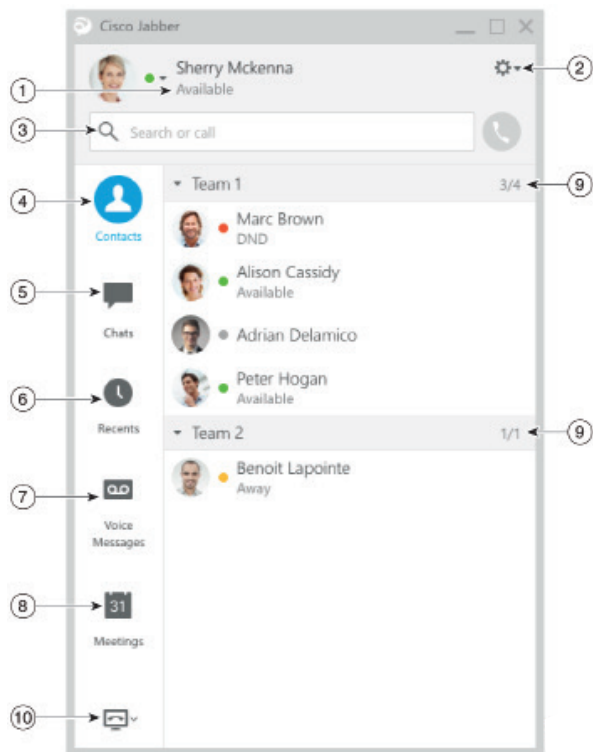 Cisco Jabber
Sherry Mckenna
Available
1
2
Search or call
3
4
Contacts
Team 1
3/4
9
Marc Brown
DND
Alison Cassidy
Available
5
Chats
Adrian Delamico
Peter Hogan
Available
6
Recents
Team 2
1/1
9
Benoit Lapointe
Away
7
Voice
Messages
8
31
Meetings
10